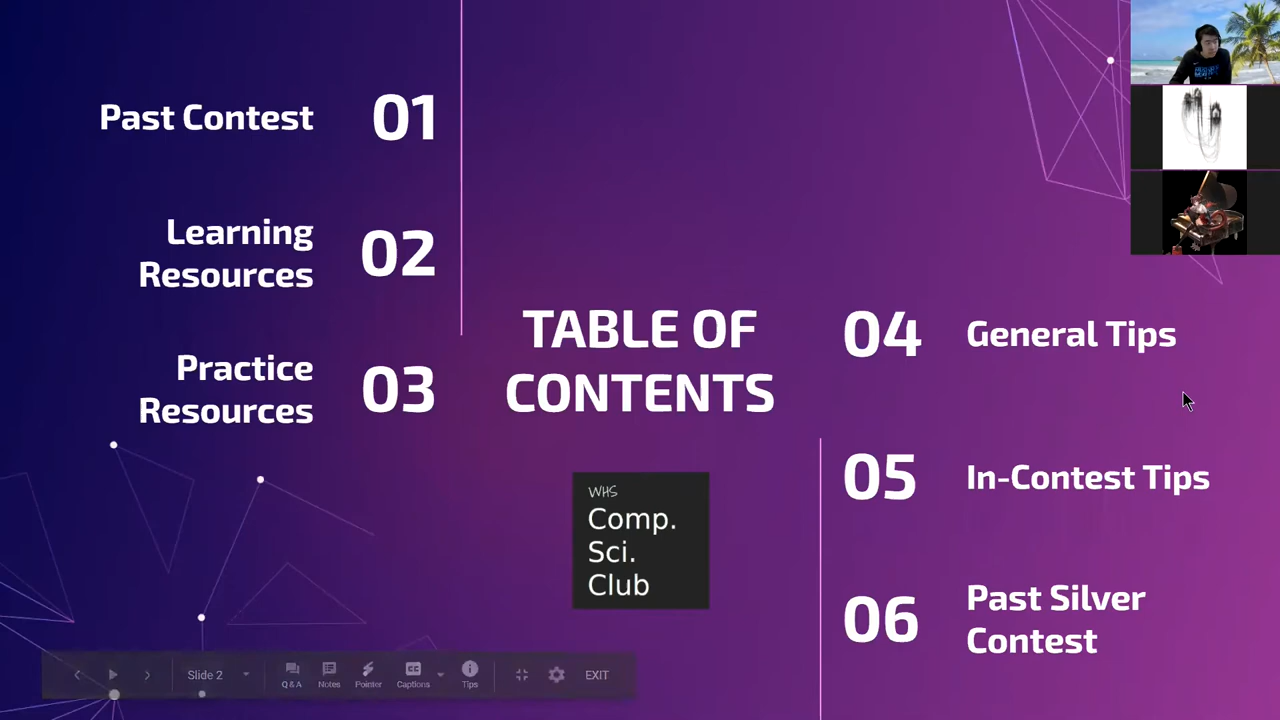 Past Contest
01
Learning
Resources
02
Practice
Resources
03
TABLE OF
CONTENTS
WHS
Comp.
Sci.
Club
04
General Tips
05
In-Contest Tips
06
Past Silver
Contest
Slide 2
Q & A
Notes
Pointer
Captions
Tips
EXIT
CC